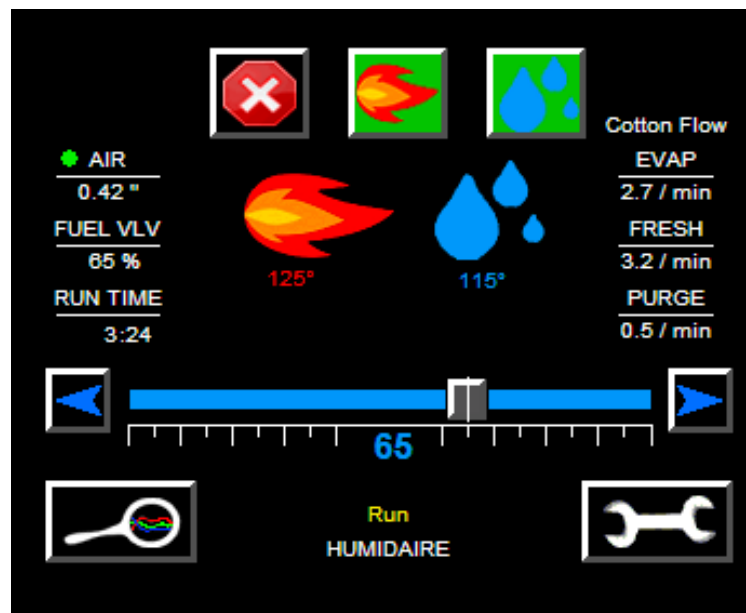 Cotton Flow
AIR
0.42 "
FUEL VLV
65 %
RUN TIME
3:24
125°
115°
EVAP
2.7 / min
FRESH
3.2 / min
PURGE
0.5 / min
65
Run
HUMIDAIRE